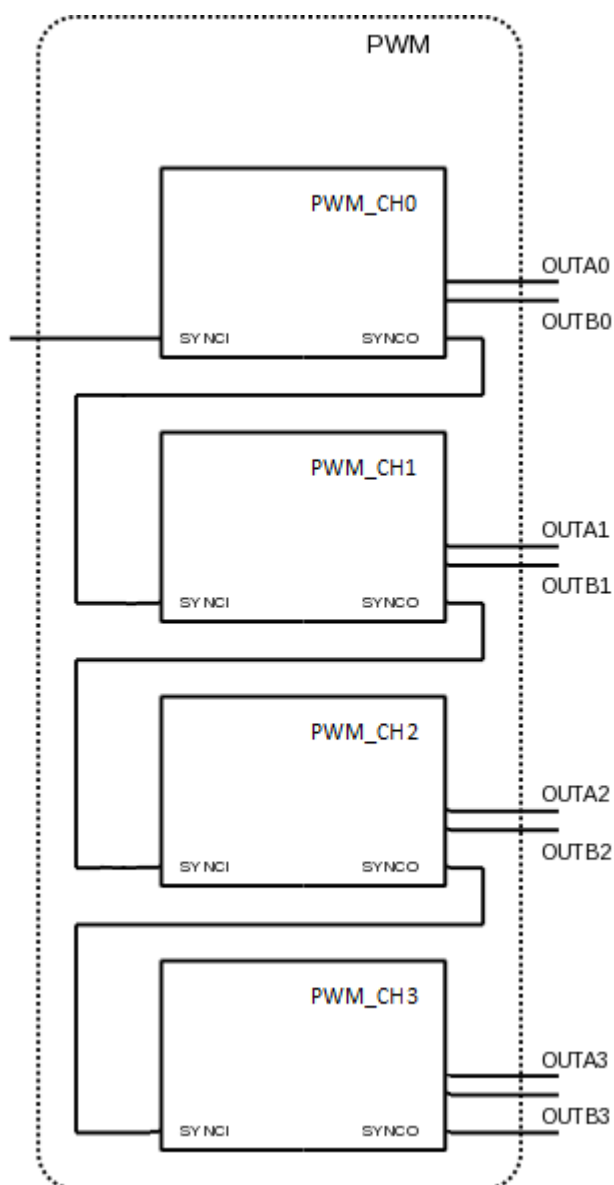 PWM
PWM_CH0
OUTA0
OUTB0
SYNCI SYNCO
PWM_CH1
OUTA1
OUTB1
SYNCI SYNCO
PWM_CH2
OUTA2
OUTB2
SYNCI SYNCO
PWM_CH3
OUTA3
OUTB3
SYNCI SYNCO